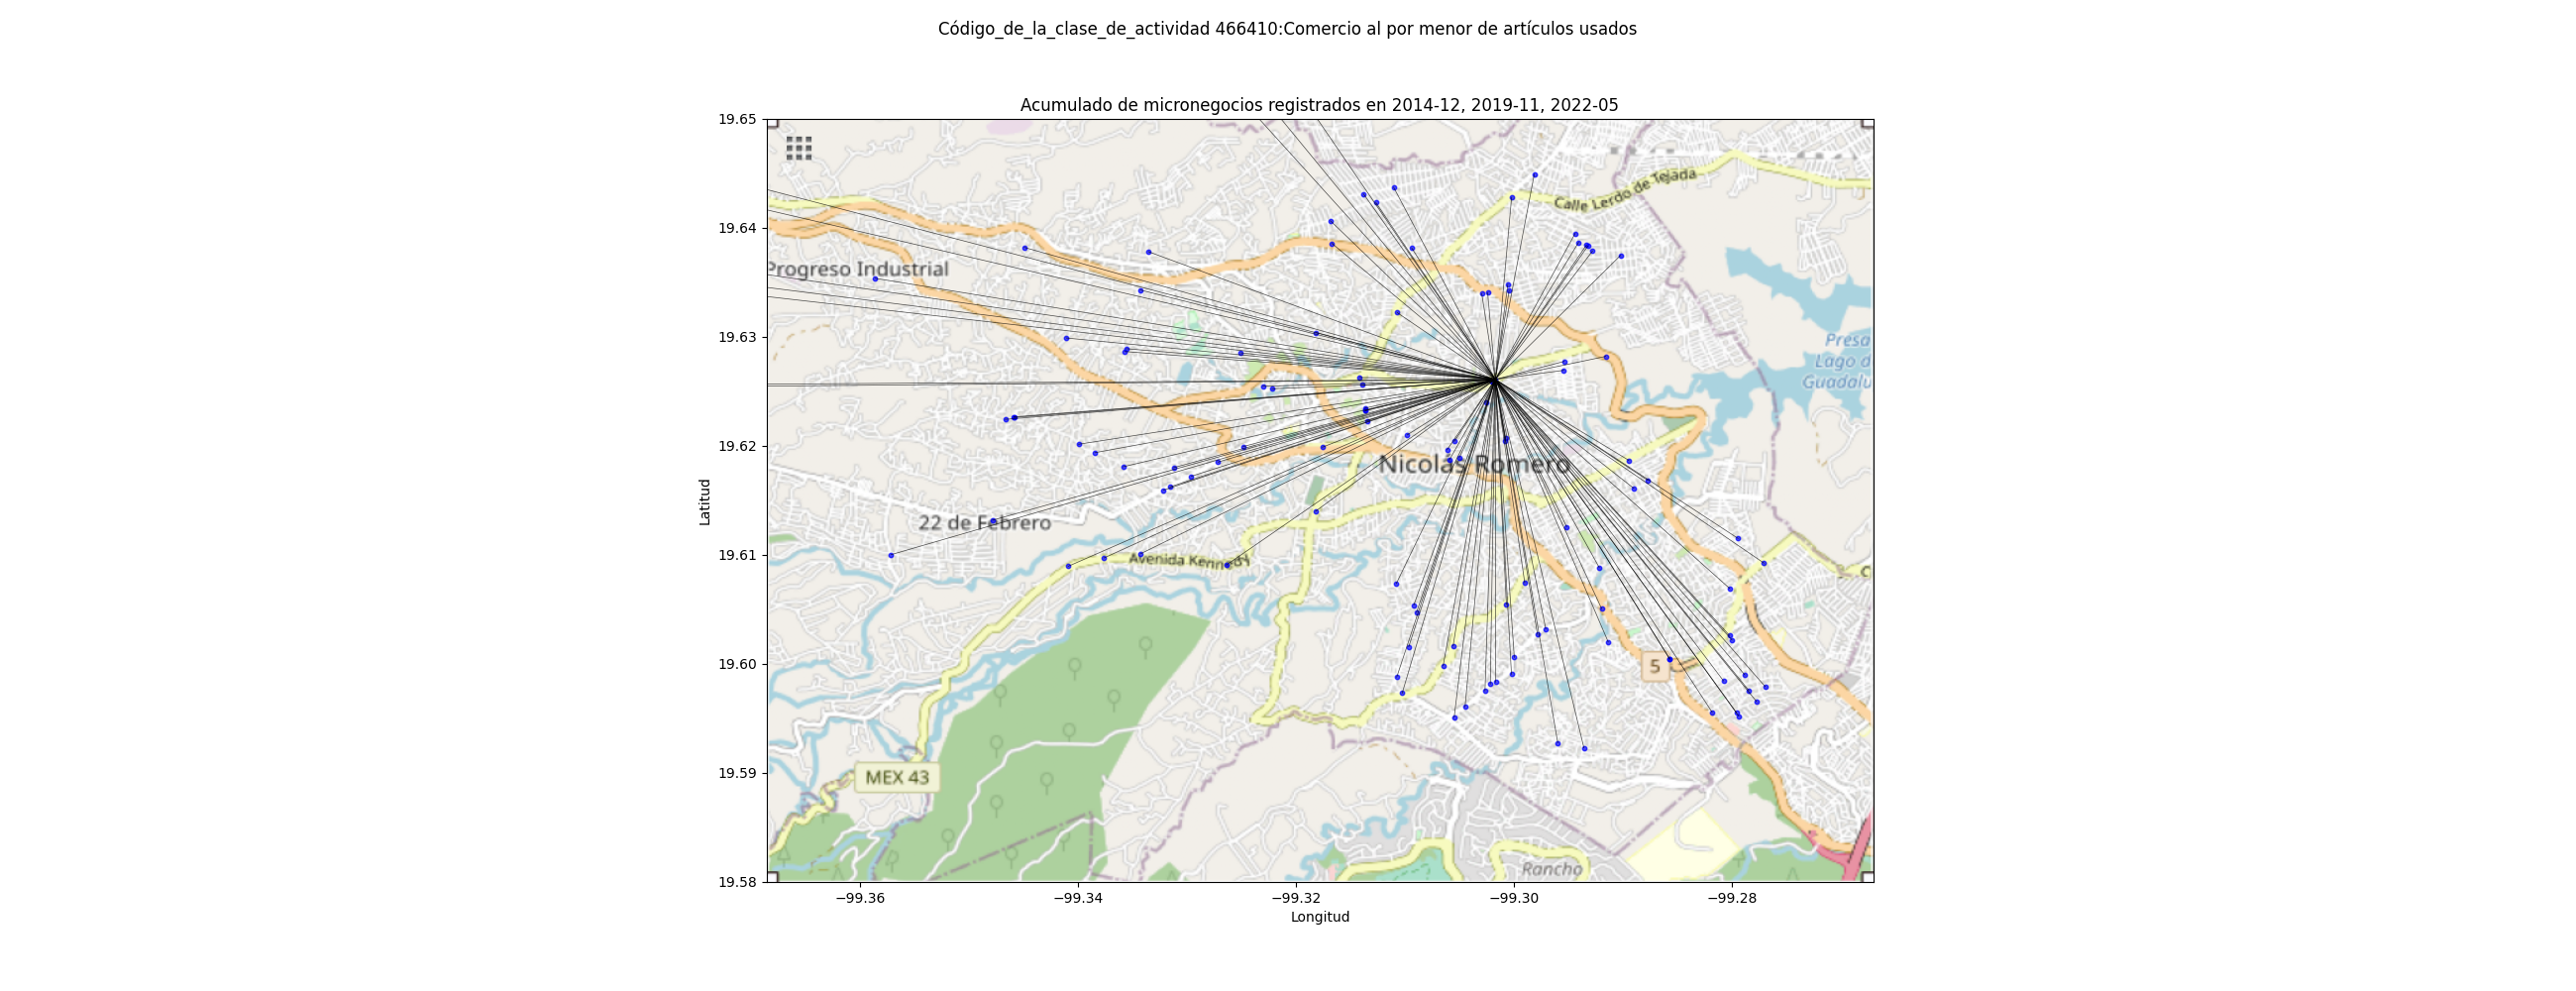 Código_de_la_clase_de_actividad 466410:Comercio al por menor de artículos usados
Acumulado de micronegocios registrados en 2014-12, 2019-11, 2022-05
19.65
19.64
19.63
19.62
19.61
19.60
19.59
19.58
Latitud
Calle Lerdo de Tejada
Progreso Industrial
Presa
Lago d
Guadalu
Nicolás Romero
22 de Febrero
Avenida Kennedy
C
5
MEX 43
Rancho
−99.36
−99.34
−99.32
−99.30
−99.28
Longitud